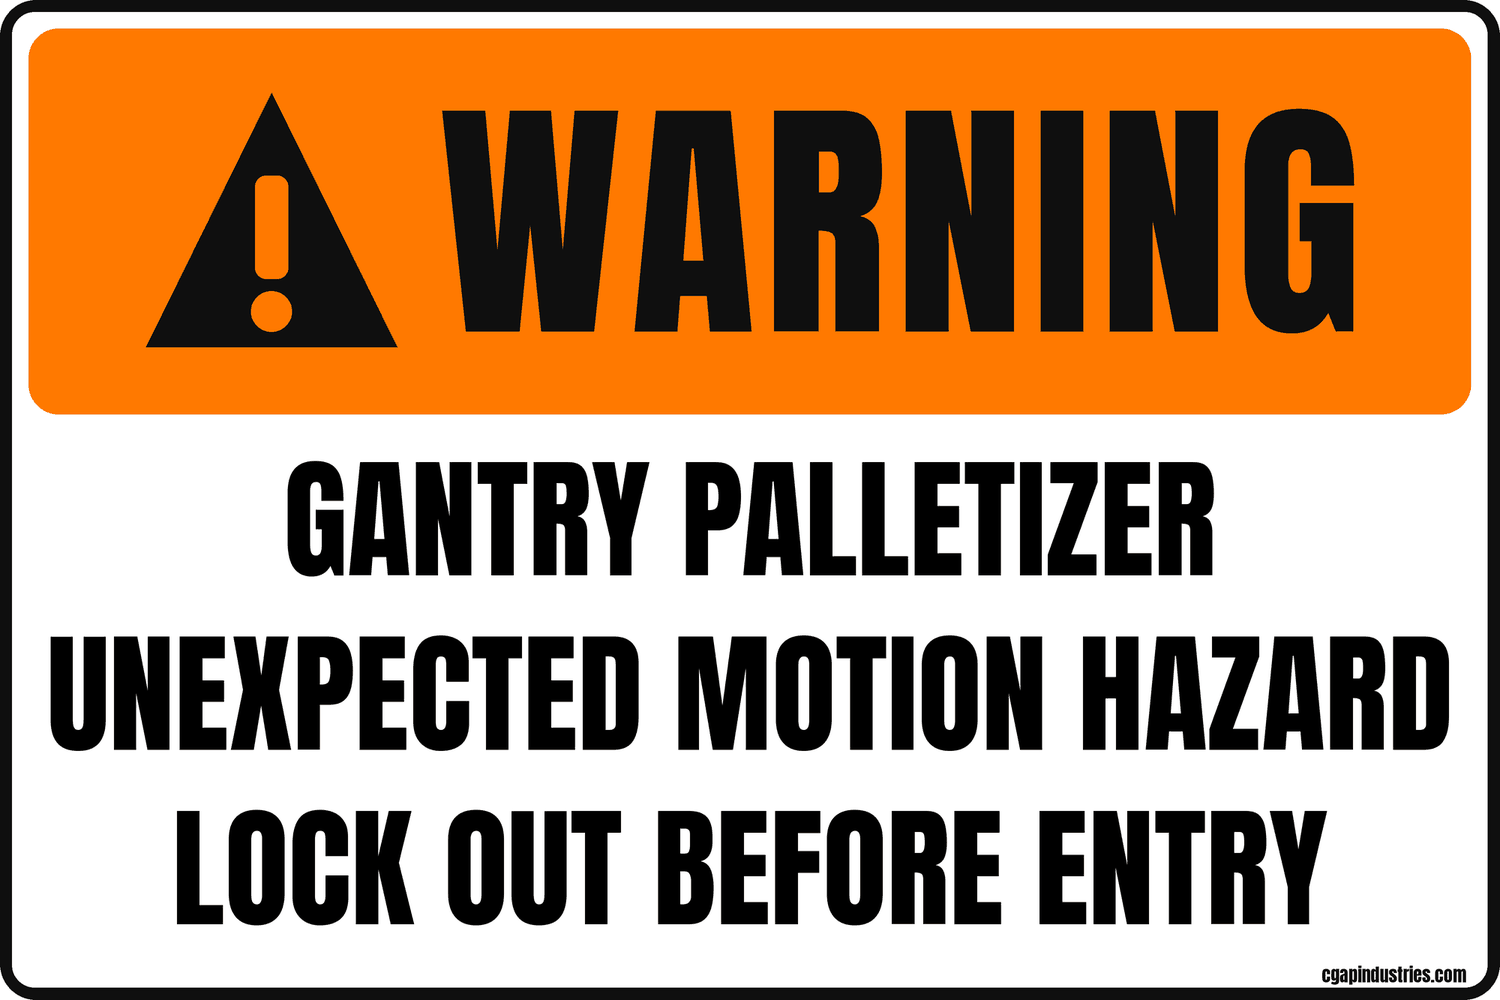 WARNING
GANTRY PALLETIZER
UNEXPECTED MOTION HAZARD
LOCK OUT BEFORE ENTRY
cgapindustries.com